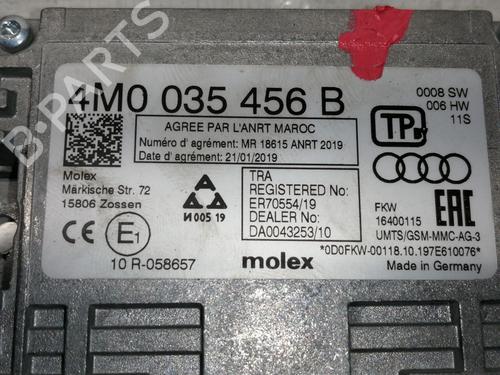 4M0 035 456 B
0008 SW
006 HW
11S
AGREE PAR L'ANRT MAROC
Numéro d' agrément: MR 18615 ANRT 2019
Date d' agrément: 21/01/2019
TP
Molex
Märkische Str. 72
15806 Zossen
И 005 19
TRA
REGISTERED No:
ER70554/19
DEALER No:
DA0043253/10
FKW
16400115
EAC
UMTS/GSM-MMC-AG-3
*0D0FKW-00118.10.197E610076*
CE E1
10 R-058657
molex
Made in Germany
B-PARTS